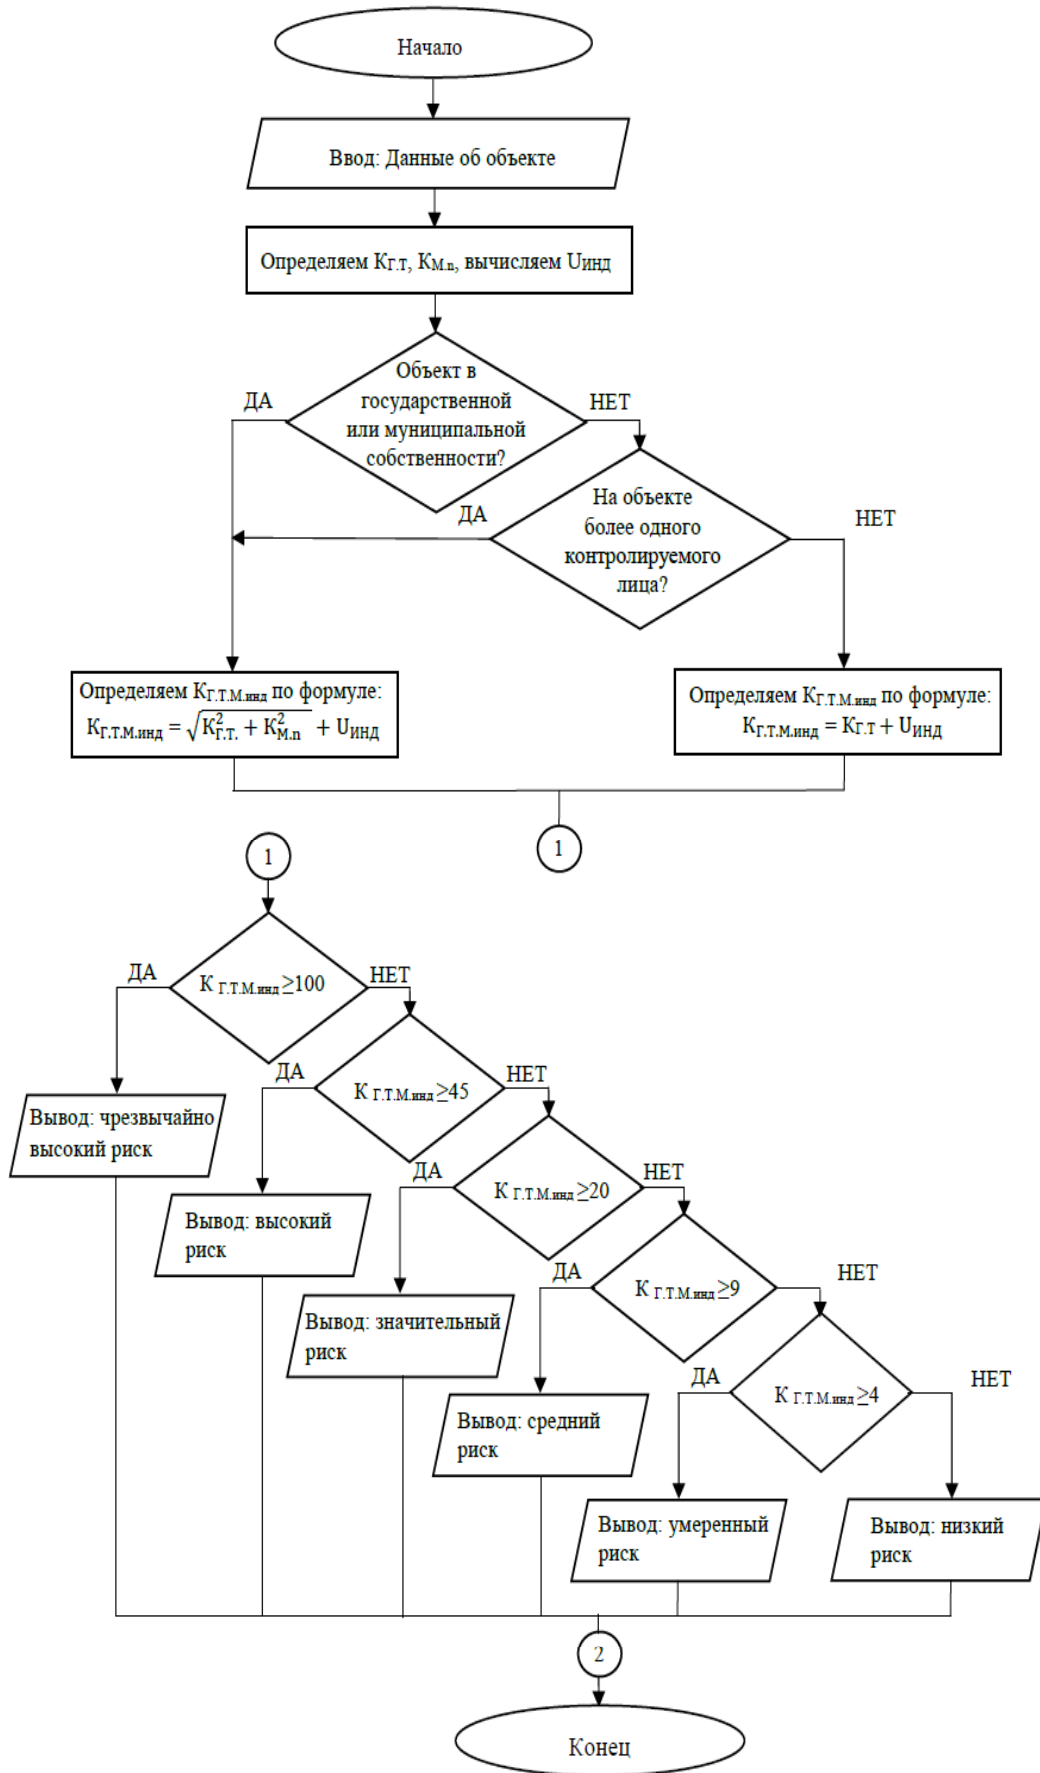 Начало
Ввод: Данные об объекте
Определяем КГ.Т, КМ.n, вычисляем UИНД
Объект в
государственной
или муниципальной
собственности?
ДА
НЕТ
На объекте
более одного
контролируемого
лица?
ДА
НЕТ
Определяем КГ.Т.М.инд по формуле:
КГ.Т.М.инд = √(К²Г.Т. + К²М.n) + UИНД
Определяем КГ.Т.М.инд по формуле:
КГ.Т.М.инд = КГ.Т + UИНД
1
1
К Г.Т.М.инд ≥100
ДА
НЕТ
Вывод: чрезвычайно
высокий риск
К Г.Т.М.инд ≥45
ДА
НЕТ
Вывод: высокий
риск
К Г.Т.М.инд ≥20
ДА
НЕТ
Вывод: значительный
риск
К Г.Т.М.инд ≥9
ДА
НЕТ
Вывод: средний
риск
К Г.Т.М.инд ≥4
ДА
НЕТ
Вывод: умеренный
риск
Вывод: низкий
риск
2
Конец